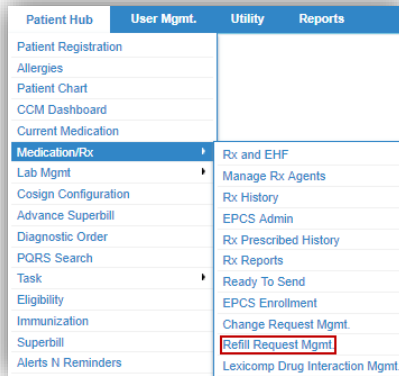 Patient Hub User Mgmt. Utility Reports
Patient Registration
Allergies
Patient Chart
CCM Dashboard
Current Medication
Medication/Rx
Lab Mgmt
Cosign Configuration
Advance Superbill
Diagnostic Order
PQRS Search
Task
Eligibility
Immunization
Superbill
Alerts N Reminders
Rx and EHF
Manage Rx Agents
Rx History
EPCS Admin
Rx Prescribed History
Rx Reports
Ready To Send
EPCS Enrollment
Change Request Mgmt.
Refill Request Mgmt.
Lexicomp Drug Interaction Mgmt